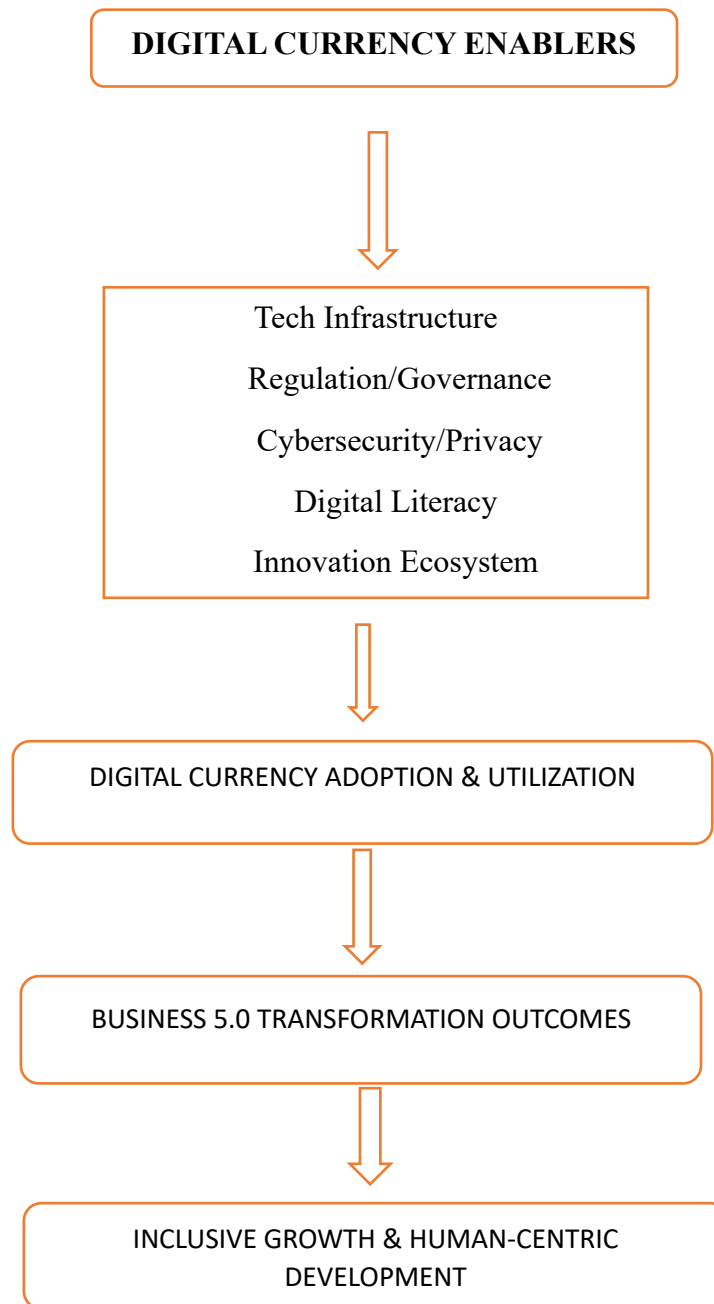 DIGITAL CURRENCY ENABLERS
Tech Infrastructure
Regulation/Governance
Cybersecurity/Privacy
Digital Literacy
Innovation Ecosystem
DIGITAL CURRENCY ADOPTION & UTILIZATION
BUSINESS 5.0 TRANSFORMATION OUTCOMES
INCLUSIVE GROWTH & HUMAN-CENTRIC
DEVELOPMENT